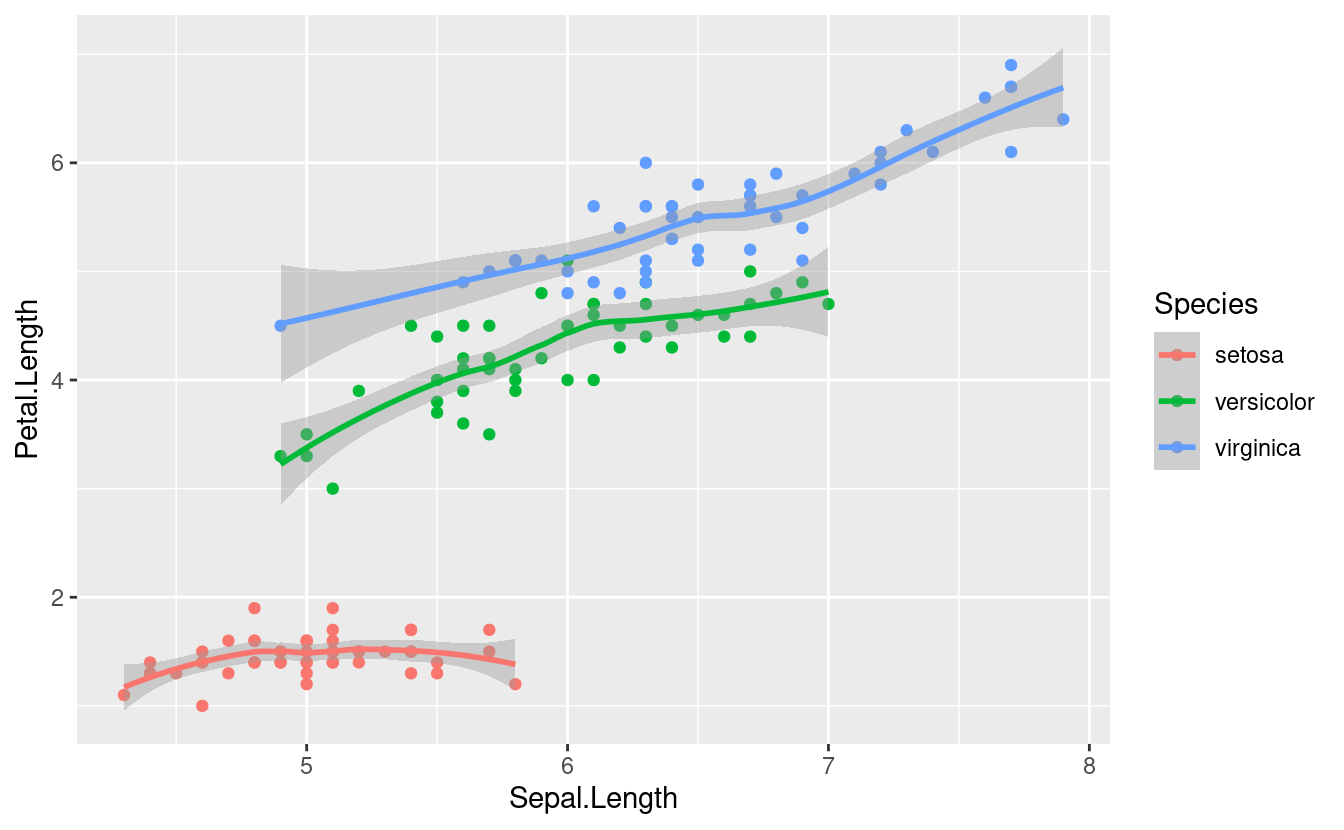 6
4
2
5 6 7 8
Sepal.Length
Petal.Length
Species
setosa
versicolor
virginica